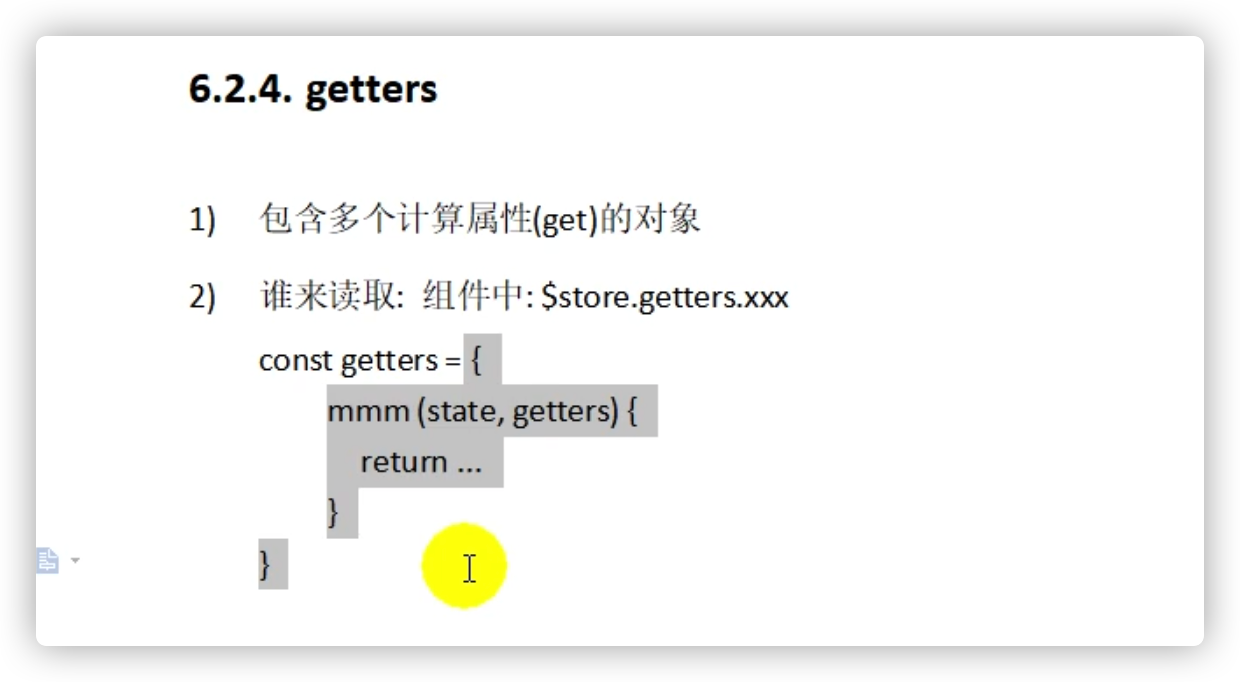 6.2.4. getters
1) 包含多个计算属性(get)的对象
2) 谁来读取: 组件中: $store.getters.xxx
const getters = {
mmm (state, getters) {
return ...
}
}